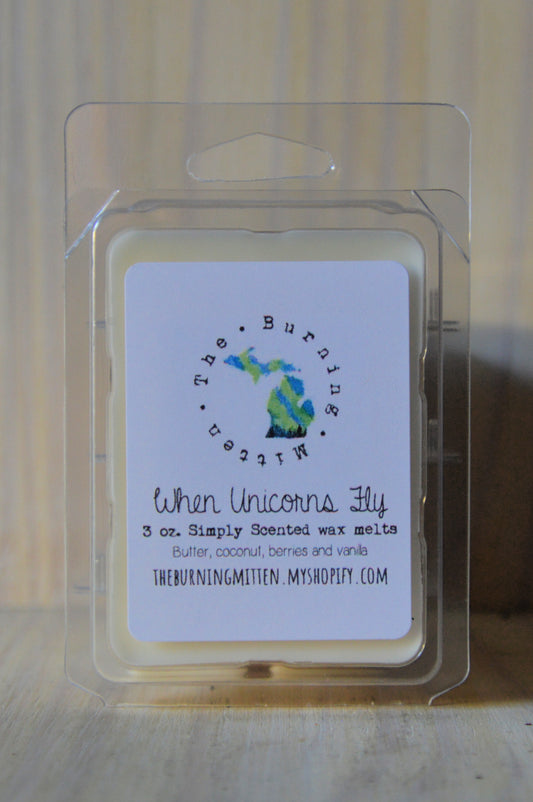 • The • Burning • Mitten
When Unicorns Fly
3 oz. Simply Scented wax melts
Butter, coconut, berries and vanilla
THEBURNINGMITTEN.MYSHOPIFY.COM